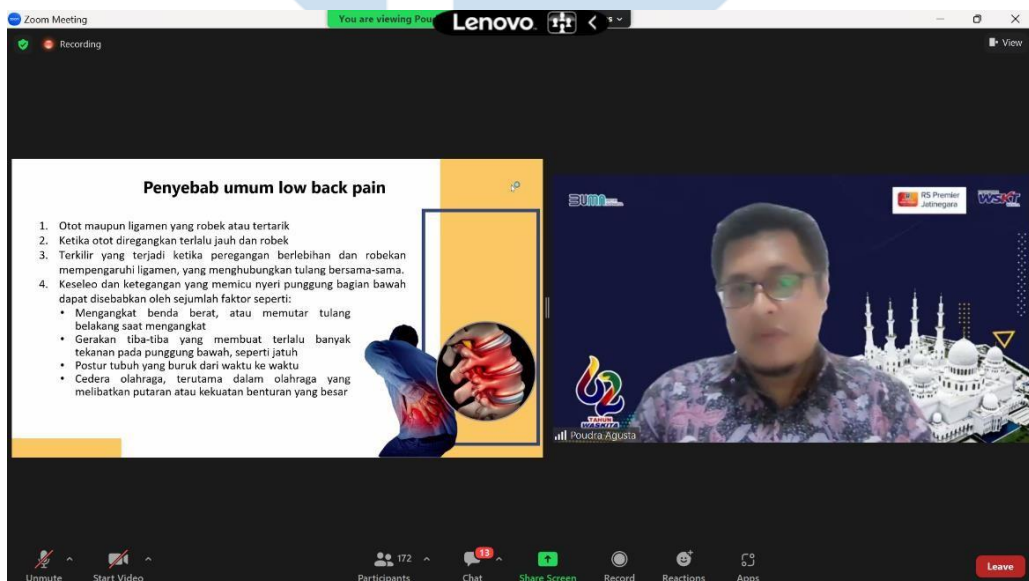 Zoom Meeting
You are viewing Pou
Lenovo
Recording
View
Penyebab umum low back pain
1. Otot maupun ligamen yang robek atau tertarik
2. Ketika otot diregangkan terlalu jauh dan robek
3. Terkilir yang terjadi ketika peregangan berlebihan dan robekan
mempengaruhi ligamen, yang menghubungkan tulang bersama-sama.
4. Keseleo dan ketegangan yang memicu nyeri punggung bagian bawah
dapat disebabkan oleh sejumlah faktor seperti:
• Mengangkat benda berat, atau memutar tulang
belakang saat mengangkat
• Gerakan tiba-tiba yang membuat terlalu banyak
tekanan pada punggung bawah, seperti jatuh
• Postur tubuh yang buruk dari waktu ke waktu
• Cedera olahraga, terutama dalam olahraga yang
melibatkan putaran atau kekuatan benturan yang besar
RS Premier
Jatinegara
WSKT
62
TAHUN
WASKITA
Poudra Agusta
172
13
Unmute
Start Video
Participants
Chat
Share Screen
Record
Reactions
Apps
Leave